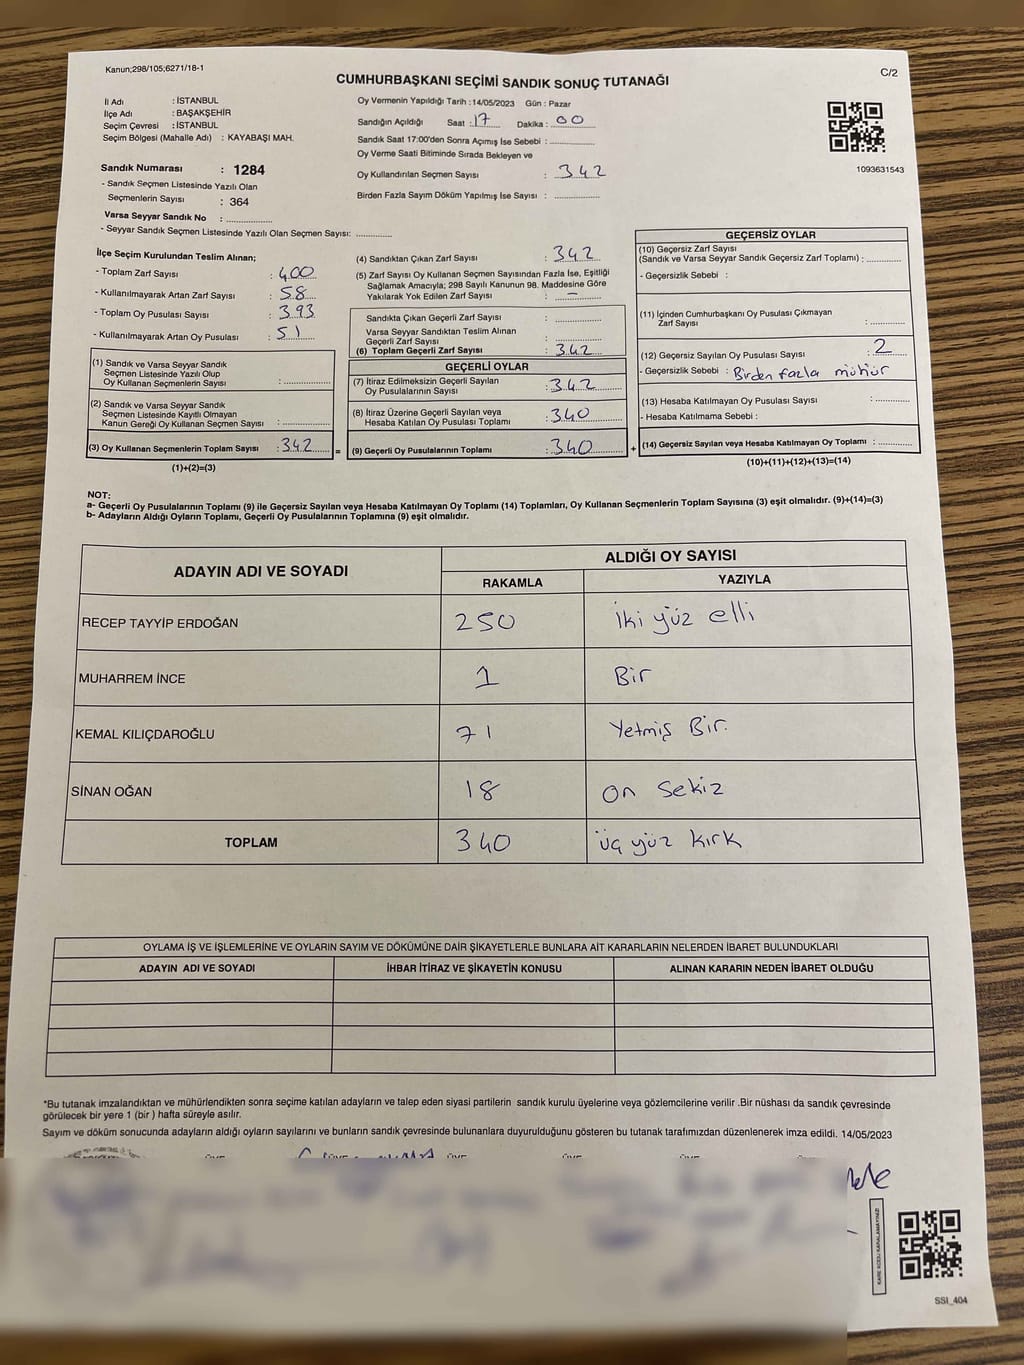 Kanun;298/105;6271/18-1
C/2
CUMHURBAŞKANI SEÇİMİ SANDIK SONUÇ TUTANAĞI
İl Adı : İSTANBUL
İlçe Adı : BAŞAKŞEHİR
Seçim Çevresi : İSTANBUL
Seçim Bölgesi (Mahalle Adı) : KAYABAŞI MAH.
Sandık Numarası : 1284
- Sandık Seçmen Listesinde Yazılı Olan
Seçmenlerin Sayısı : 364
Varsa Seyyar Sandık No : ..............
- Seyyar Sandık Seçmen Listesinde Yazılı Olan Seçmen Sayısı: ............
Oy Vermenin Yapıldığı Tarih : 14/05/2023 Gün : Pazar
Sandığın Açıldığı Saat : 17 Dakika : 00
Sandık Saat 17:00'den Sonra Açımış İse Sebebi : ..............
Oy Verme Saati Bitiminde Sırada Bekleyen ve
Oy Kullandırılan Seçmen Sayısı : 342
Birden Fazla Sayım Döküm Yapılmış İse Sayısı : ..............
1093631543
İlçe Seçim Kurulundan Teslim Alınan;
- Toplam Zarf Sayısı : 400
- Kullanılmayarak Artan Zarf Sayısı : 58
- Toplam Oy Pusulası Sayısı : 393
- Kullanılmayarak Artan Oy Pusulası : 51
(1) Sandık ve Varsa Seyyar Sandık
Seçmen Listesinde Yazılı Olup
Oy Kullanan Seçmenlerin Sayısı : ..............
(2) Sandık ve Varsa Seyyar Sandık
Seçmen Listesinde Kayıtlı Olmayan
Kanun Gereği Oy Kullanan Seçmen Sayısı : ..............
(3) Oy Kullanan Seçmenlerin Toplam Sayısı : 342 =
(1)+(2)=(3)
(4) Sandıktan Çıkan Zarf Sayısı : 342
(5) Zarf Sayısı Oy Kullanan Seçmen Sayısından Fazla İse, Eşitliği
Sağlamak Amacıyla; 298 Sayılı Kanunun 98. Maddesine Göre
Yakılarak Yok Edilen Zarf Sayısı : —
Sandıkta Çıkan Geçerli Zarf Sayısı : ..............
Varsa Seyyar Sandıktan Teslim Alınan
Geçerli Zarf Sayısı : ..............
(6) Toplam Geçerli Zarf Sayısı : 342
GEÇERLİ OYLAR
(7) İtiraz Edilmeksizin Geçerli Sayılan
Oy Pusulalarının Sayısı : 342
(8) İtiraz Üzerine Geçerli Sayılan veya
Hesaba Katılan Oy Pusulası Toplamı : 340
(9) Geçerli Oy Pusulalarının Toplamı : 340 +
GEÇERSİZ OYLAR
(10) Geçersiz Zarf Sayısı
(Sandık ve Varsa Seyyar Sandık Geçersiz Zarf Toplamı) : ..............
- Geçersizlik Sebebi :
(11) İçinden Cumhurbaşkanı Oy Pusulası Çıkmayan
Zarf Sayısı : ..............
(12) Geçersiz Sayılan Oy Pusulası Sayısı : 2
- Geçersizlik Sebebi : Birden fazla mühür
(13) Hesaba Katılmayan Oy Pusulası Sayısı : ..............
- Hesaba Katılmama Sebebi :
(14) Geçersiz Sayılan veya Hesaba Katılmayan Oy Toplamı : ..............
(10)+(11)+(12)+(13)=(14)
NOT:
a- Geçerli Oy Pusulalarının Toplamı (9) ile Geçersiz Sayılan veya Hesaba Katılmayan Oy Toplamı (14) Toplamları, Oy Kullanan Seçmenlerin Toplam Sayısına (3) eşit olmalıdır. (9)+(14)=(3)
b- Adayların Aldığı Oyların Toplamı, Geçerli Oy Pusulalarının Toplamına (9) eşit olmalıdır.
ADAYIN ADI VE SOYADI ALDIĞI OY SAYISI
RAKAMLA YAZIYLA
RECEP TAYYİP ERDOĞAN 250 İki yüz elli
MUHARREM İNCE 1 Bir
KEMAL KILIÇDAROĞLU 71 Yetmiş Bir.
SİNAN OĞAN 18 On Sekiz
TOPLAM 340 üç yüz kırk
OYLAMA İŞ VE İŞLEMLERİNE VE OYLARIN SAYIM VE DÖKÜMÜNE DAİR ŞİKAYETLERLE BUNLARA AİT KARARLARIN NELERDEN İBARET BULUNDUKLARI
ADAYIN ADI VE SOYADI İHBAR İTİRAZ VE ŞİKAYETİN KONUSU ALINAN KARARIN NEDEN İBARET OLDUĞU
*Bu tutanak imzalandıktan ve mühürlendikten sonra seçime katılan adayların ve talep eden siyasi partilerin sandık kurulu üyelerine veya gözlemcilerine verilir .Bir nüshası da sandık çevresinde
görülecek bir yere 1 (bir ) hafta süreyle asılır.
Sayım ve döküm sonucunda adayların aldığı oyların sayılarını ve bunların sandık çevresinde bulunanlara duyurulduğunu gösteren bu tutanak tarafımızdan düzenlenerek imza edildi. 14/05/2023
KARE KODU KARALAMAYINIZ!
SSI_404